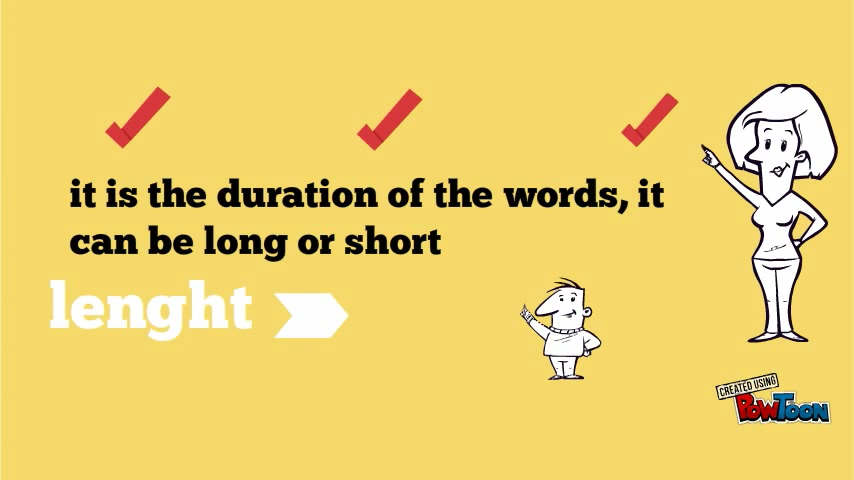 it is the duration of the words, it
can be long or short
lenght
CREATED USING
POWTOON